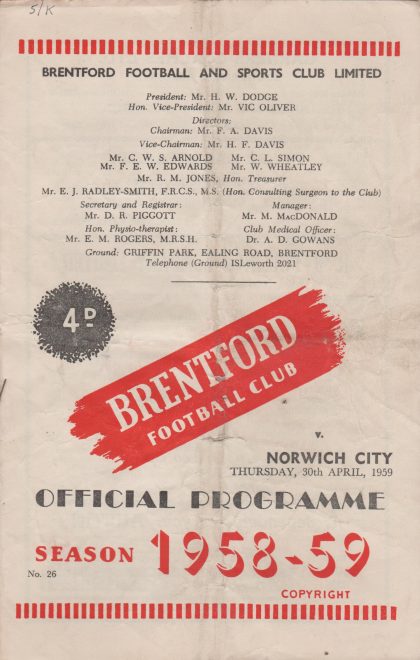 S/K
BRENTFORD FOOTBALL AND SPORTS CLUB LIMITED
President: Mr. H. W. DODGE
Hon. Vice-President: Mr. VIC OLIVER
Directors:
Chairman: Mr. F. A. DAVIS
Vice-Chairman: Mr. H. F. DAVIS
Mr. C. W. S. ARNOLD Mr. C. L. SIMON
Mr. F. E. W. EDWARDS Mr. W. WHEATLEY
Mr. R. M. JONES, Hon. Treasurer
Mr. E. J. RADLEY-SMITH, F.R.C.S., M.S. (Hon. Consulting Surgeon to the Club)
Secretary and Registrar: Manager:
Mr. D. R. PIGGOTT Mr. M. MACDONALD
Hon. Physio-therapist: Club Medical Officer:
Mr. E. M. ROGERS, M.R.S.H. Dr. A. D. GOWANS
Ground: GRIFFIN PARK, EALING ROAD, BRENTFORD
Telephone (Ground) ISLeworth 2021
4D
BRENTFORD
FOOTBALL CLUB
v.
NORWICH CITY
THURSDAY, 30th APRIL, 1959
OFFICIAL PROGRAMME
SEASON 1958-59
No. 26
COPYRIGHT